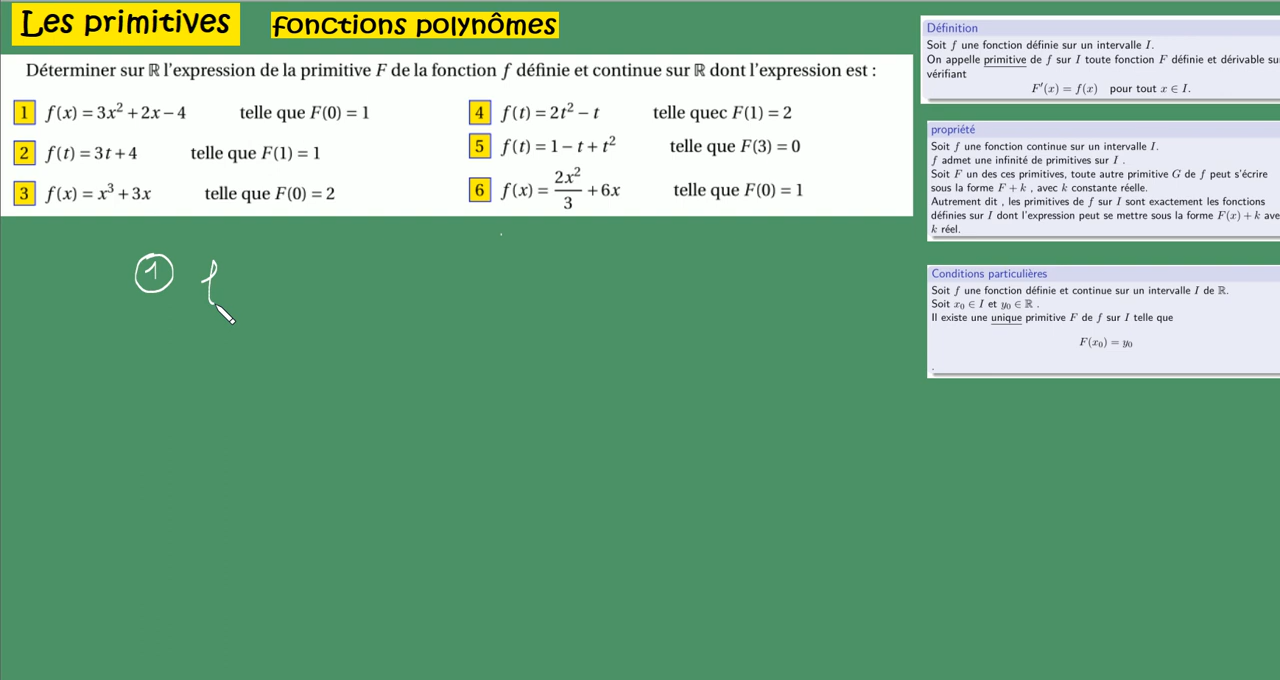 Les primitives fonctions polynômes
Déterminer sur ℝ l'expression de la primitive F de la fonction f définie et continue sur ℝ dont l'expression est :
1 f(x) = 3x² + 2x − 4 telle que F(0) = 1
2 f(t) = 3t + 4 telle que F(1) = 1
3 f(x) = x³ + 3x telle que F(0) = 2
4 f(t) = 2t² − t telle quec F(1) = 2
5 f(t) = 1 − t + t² telle que F(3) = 0
6 f(x) = 2x²/3 + 6x telle que F(0) = 1
① f
Définition
Soit f une fonction définie sur un intervalle I.
On appelle primitive de f sur I toute fonction F définie et dérivable su
vérifiant
F′(x) = f(x) pour tout x ∈ I.
propriété
Soit f une fonction continue sur un intervalle I.
f admet une infinité de primitives sur I .
Soit F un des ces primitives, toute autre primitive G de f peut s'écrire
sous la forme F + k , avec k constante réelle.
Autrement dit , les primitives de f sur I sont exactement les fonctions
définies sur I dont l'expression peut se mettre sous la forme F(x) + k ave
k réel.
Conditions particulières
Soit f une fonction définie et continue sur un intervalle I de ℝ.
Soit x₀ ∈ I et y₀ ∈ ℝ .
Il existe une unique primitive F de f sur I telle que
F(x₀) = y₀
.